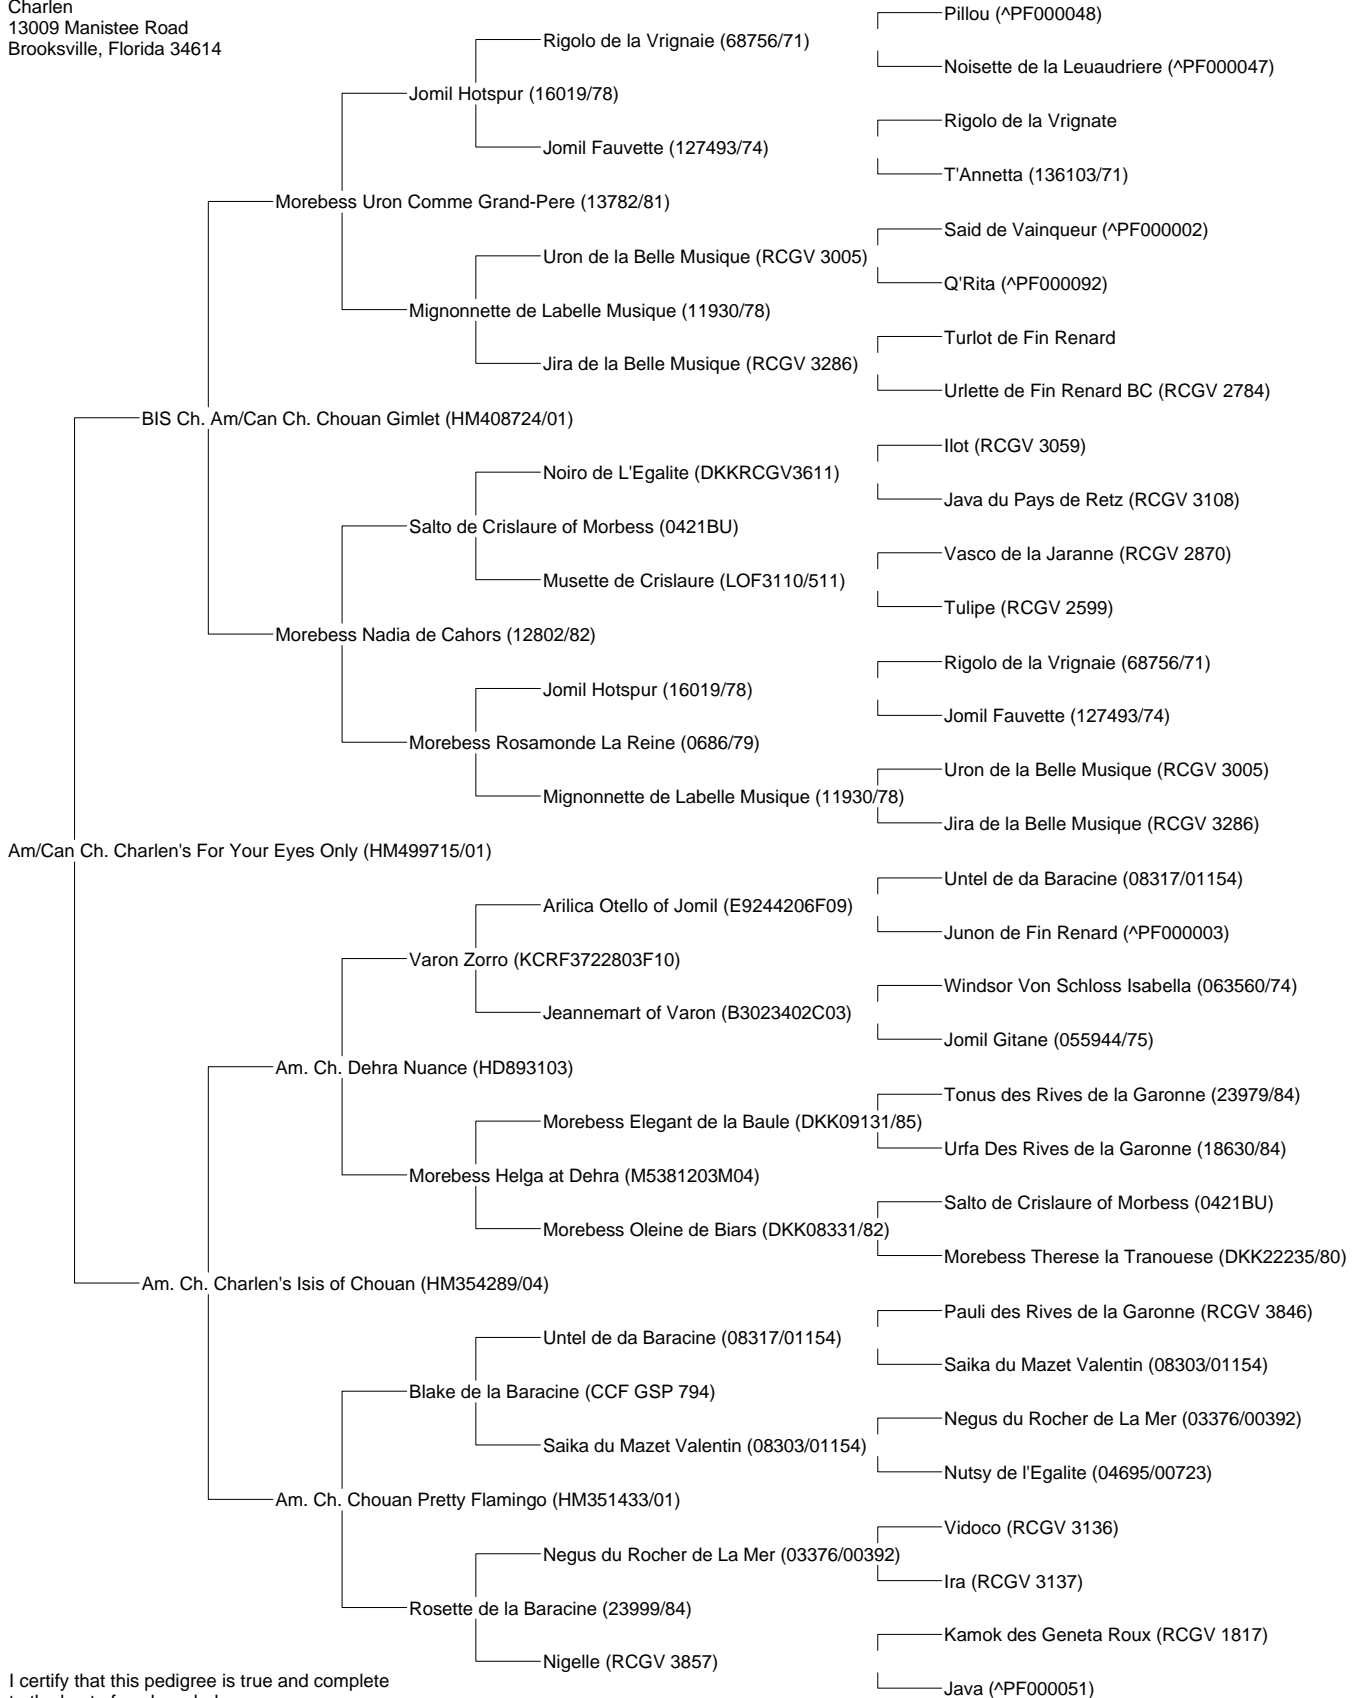 Charlen
13009 Manistee Road
Brooksville, Florida 34614
Pillou (^PF000048)
Rigolo de la Vrignaie (68756/71)
Noisette de la Leuaudriere (^PF000047)
Jomil Hotspur (16019/78)
Rigolo de la Vrignate
Jomil Fauvette (127493/74)
T'Annetta (136103/71)
Morebess Uron Comme Grand-Pere (13782/81)
Said de Vainqueur (^PF000002)
Uron de la Belle Musique (RCGV 3005)
Q'Rita (^PF000092)
Mignonnette de Labelle Musique (11930/78)
Turlot de Fin Renard
Jira de la Belle Musique (RCGV 3286)
Urlette de Fin Renard BC (RCGV 2784)
BIS Ch. Am/Can Ch. Chouan Gimlet (HM408724/01)
Ilot (RCGV 3059)
Noiro de L'Egalite (DKKRCGV3611)
Java du Pays de Retz (RCGV 3108)
Salto de Crislaure of Morbess (0421BU)
Vasco de la Jaranne (RCGV 2870)
Musette de Crislaure (LOF3110/511)
Tulipe (RCGV 2599)
Morebess Nadia de Cahors (12802/82)
Rigolo de la Vrignaie (68756/71)
Jomil Hotspur (16019/78)
Jomil Fauvette (127493/74)
Morebess Rosamonde La Reine (0686/79)
Uron de la Belle Musique (RCGV 3005)
Mignonnette de Labelle Musique (11930/78)
Jira de la Belle Musique (RCGV 3286)
Am/Can Ch. Charlen's For Your Eyes Only (HM499715/01)
Untel de da Baracine (08317/01154)
Arilica Otello of Jomil (E9244206F09)
Junon de Fin Renard (^PF000003)
Varon Zorro (KCRF3722803F10)
Windsor Von Schloss Isabella (063560/74)
Jeannemart of Varon (B3023402C03)
Jomil Gitane (055944/75)
Am. Ch. Dehra Nuance (HD893103)
Tonus des Rives de la Garonne (23979/84)
Morebess Elegant de la Baule (DKK09131/85)
Urfa Des Rives de la Garonne (18630/84)
Morebess Helga at Dehra (M5381203M04)
Salto de Crislaure of Morbess (0421BU)
Morebess Oleine de Biars (DKK08331/82)
Morebess Therese la Tranouese (DKK22235/80)
Am. Ch. Charlen's Isis of Chouan (HM354289/04)
Pauli des Rives de la Garonne (RCGV 3846)
Untel de da Baracine (08317/01154)
Saika du Mazet Valentin (08303/01154)
Blake de la Baracine (CCF GSP 794)
Negus du Rocher de La Mer (03376/00392)
Saika du Mazet Valentin (08303/01154)
Nutsy de l'Egalite (04695/00723)
Am. Ch. Chouan Pretty Flamingo (HM351433/01)
Vidoco (RCGV 3136)
Negus du Rocher de La Mer (03376/00392)
Ira (RCGV 3137)
Rosette de la Baracine (23999/84)
Kamok des Geneta Roux (RCGV 1817)
Nigelle (RCGV 3857)
Java (^PF000051)
I certify that this pedigree is true and complete